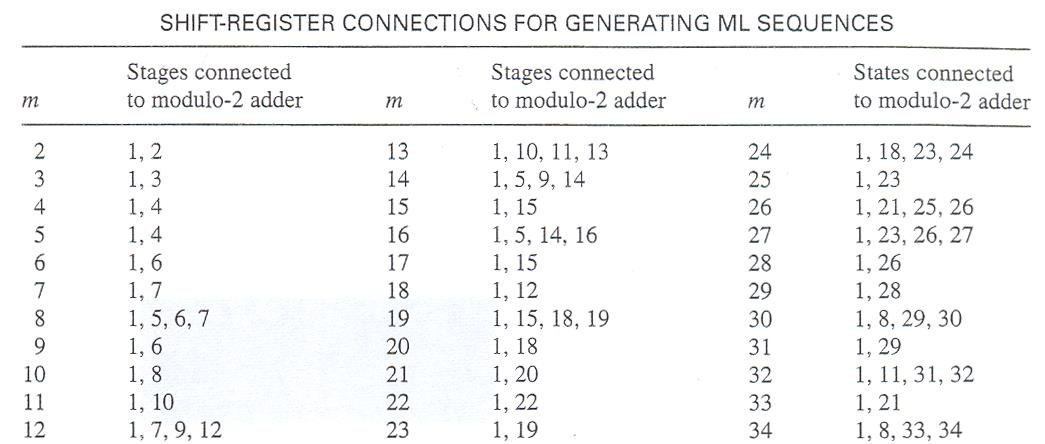 SHIFT-REGISTER CONNECTIONS FOR GENERATING ML SEQUENCES
Stages connected Stages connected States connected
m to modulo-2 adder m to modulo-2 adder m to modulo-2 adder
2 1, 2 13 1, 10, 11, 13 24 1, 18, 23, 24
3 1, 3 14 1, 5, 9, 14 25 1, 23
4 1, 4 15 1, 15 26 1, 21, 25, 26
5 1, 4 16 1, 5, 14, 16 27 1, 23, 26, 27
6 1, 6 17 1, 15 28 1, 26
7 1, 7 18 1, 12 29 1, 28
8 1, 5, 6, 7 19 1, 15, 18, 19 30 1, 8, 29, 30
9 1, 6 20 1, 18 31 1, 29
10 1, 8 21 1, 20 32 1, 11, 31, 32
11 1, 10 22 1, 22 33 1, 21
12 1, 7, 9, 12 23 1, 19 34 1, 8, 33, 34